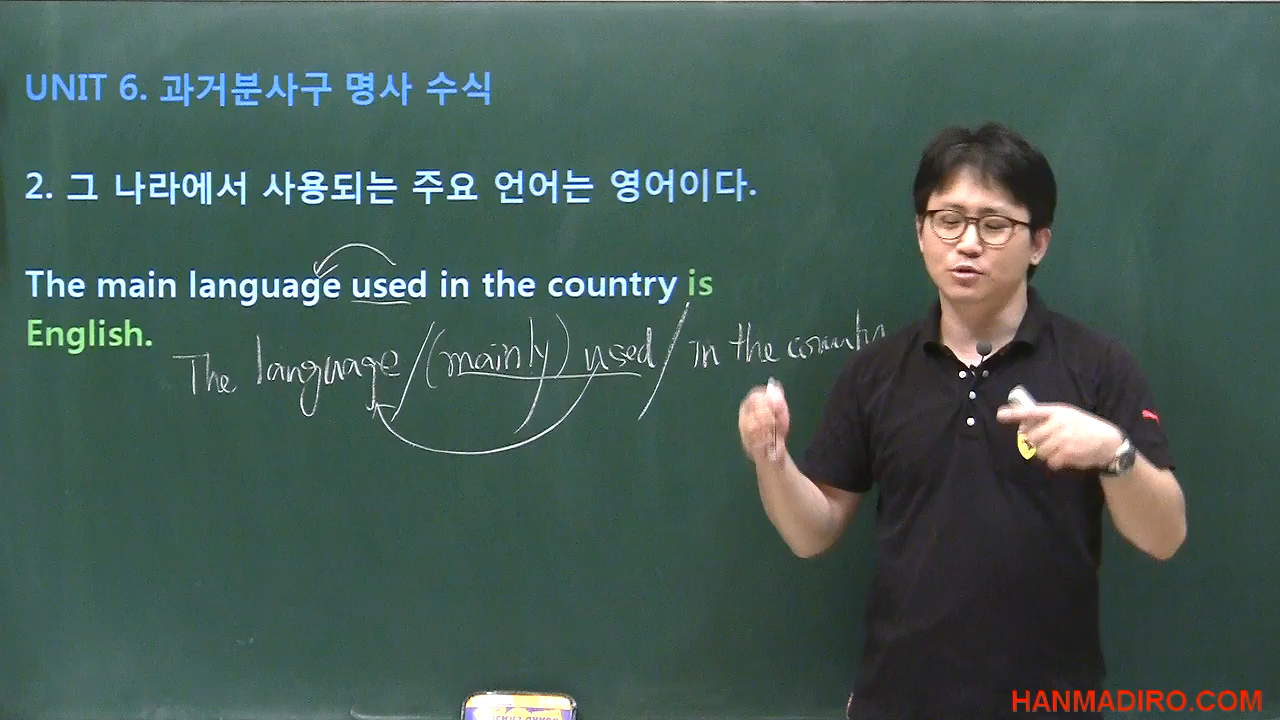 UNIT 6. 과거분사구 명사 수식
2. 그 나라에서 사용되는 주요 언어는 영어이다.
The main language used in the country is
English.
The language / (mainly) used / in the
HANMADIRO.COM